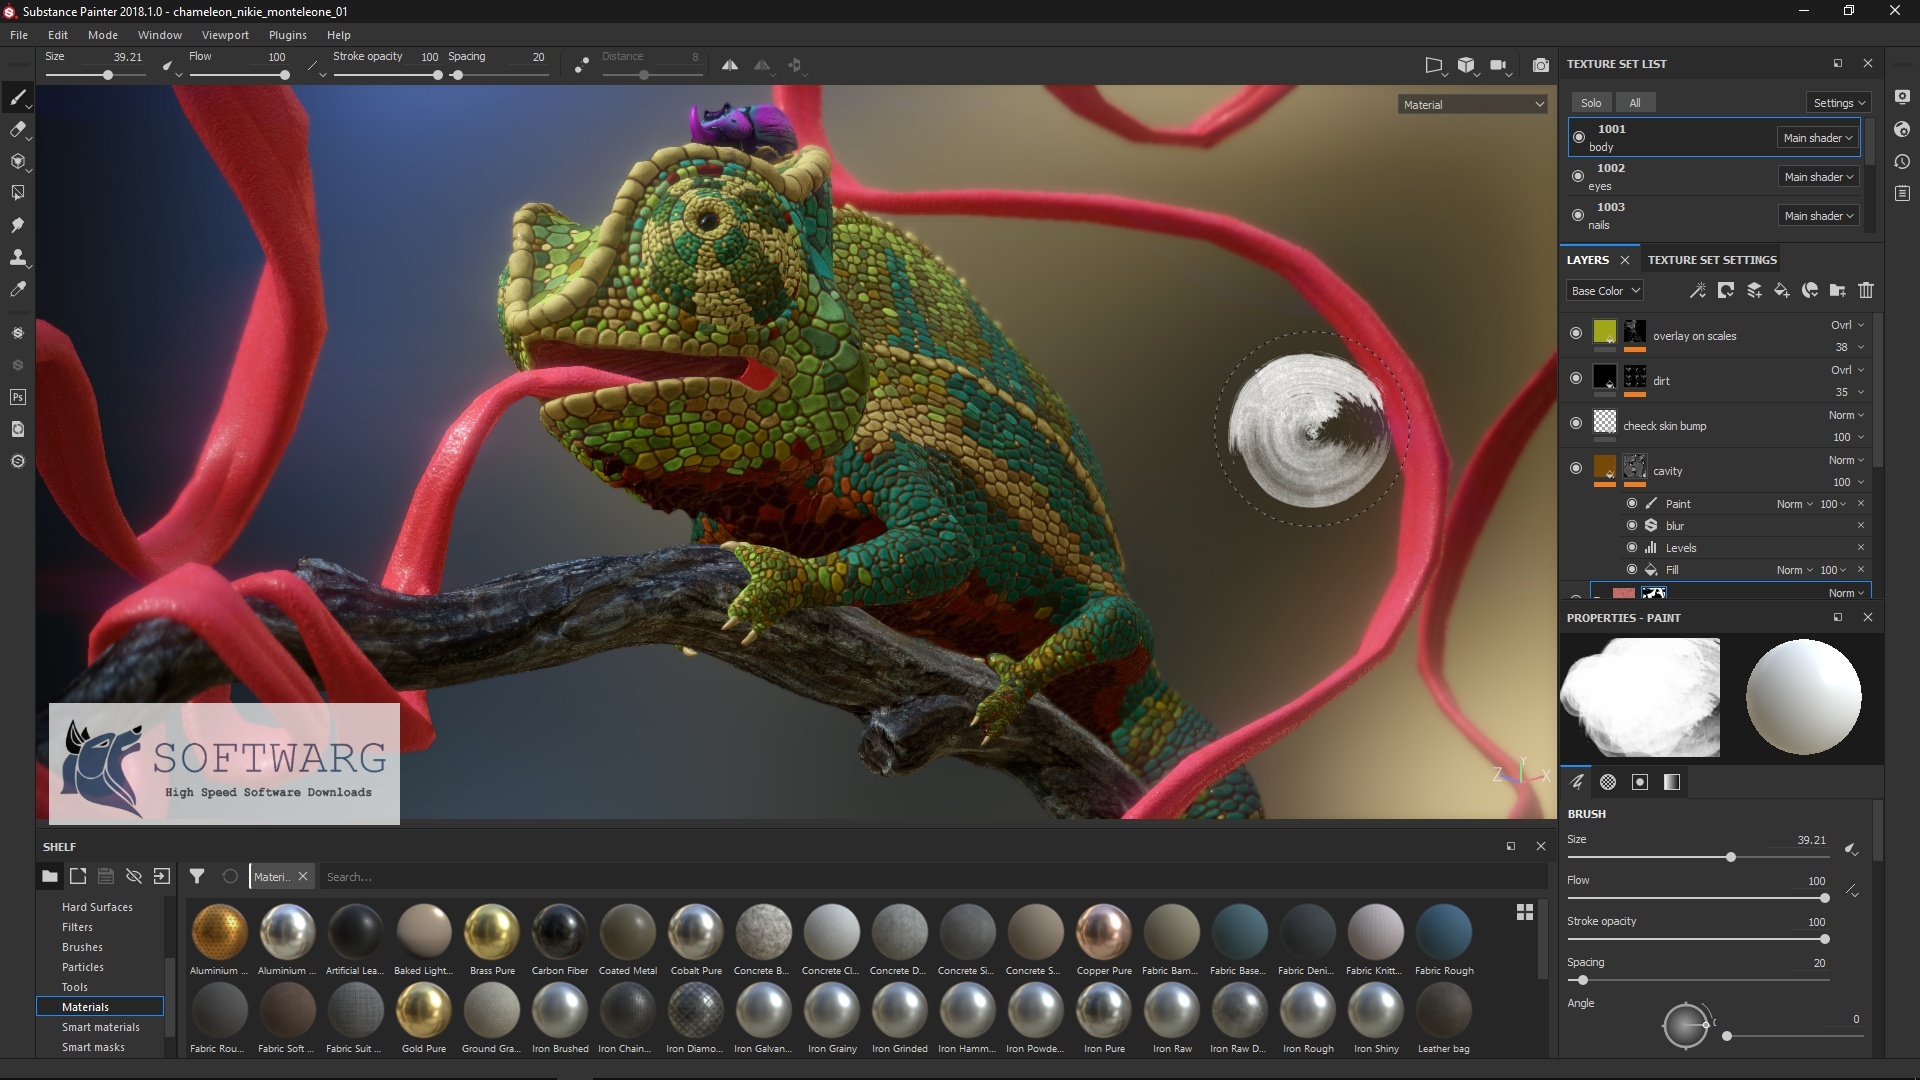 Substance Painter 2018.1.0 - chameleon_nikie_monteleone_01
File Edit Mode Window Viewport Plugins Help
Size 39.21 Flow 100 Stroke opacity 100 Spacing 20 Distance 8
Material
TEXTURE SET LIST
Solo All Settings
1001
body Main shader
1002
eyes Main shader
1003
nails Main shader
LAYERS TEXTURE SET SETTINGS
Base Color
overlay on scales Ovrl
38
dirt Ovrl
35
cheeck skin bump Norm
100
cavity Norm
100
Paint Norm 100
blur
Levels
Fill Norm 100
Norm
PROPERTIES - PAINT
BRUSH
Size 39.21
Flow 100
Stroke opacity 100
Spacing 20
Angle 0
Ps
Z Y X
SOFTWARG
High Speed Software Downloads
SHELF
Materi.. Search...
Hard Surfaces
Filters
Brushes
Particles
Tools
Materials
Smart materials
Smart masks
Aluminium ... Aluminium ... Artificial Lea... Baked Light... Brass Pure Carbon Fiber Coated Metal Cobalt Pure Concrete B... Concrete Cl... Concrete D... Concrete Si... Concrete S... Copper Pure Fabric Bam... Fabric Base... Fabric Deni... Fabric Knitt... Fabric Rough
Fabric Rou... Fabric Soft ... Fabric Suit ... Gold Pure Ground Gra... Iron Brushed Iron Chain... Iron Diamo... Iron Galvan... Iron Grainy Iron Grinded Iron Hamm... Iron Powde... Iron Pure Iron Raw Iron Raw D... Iron Rough Iron Shiny Leather bag